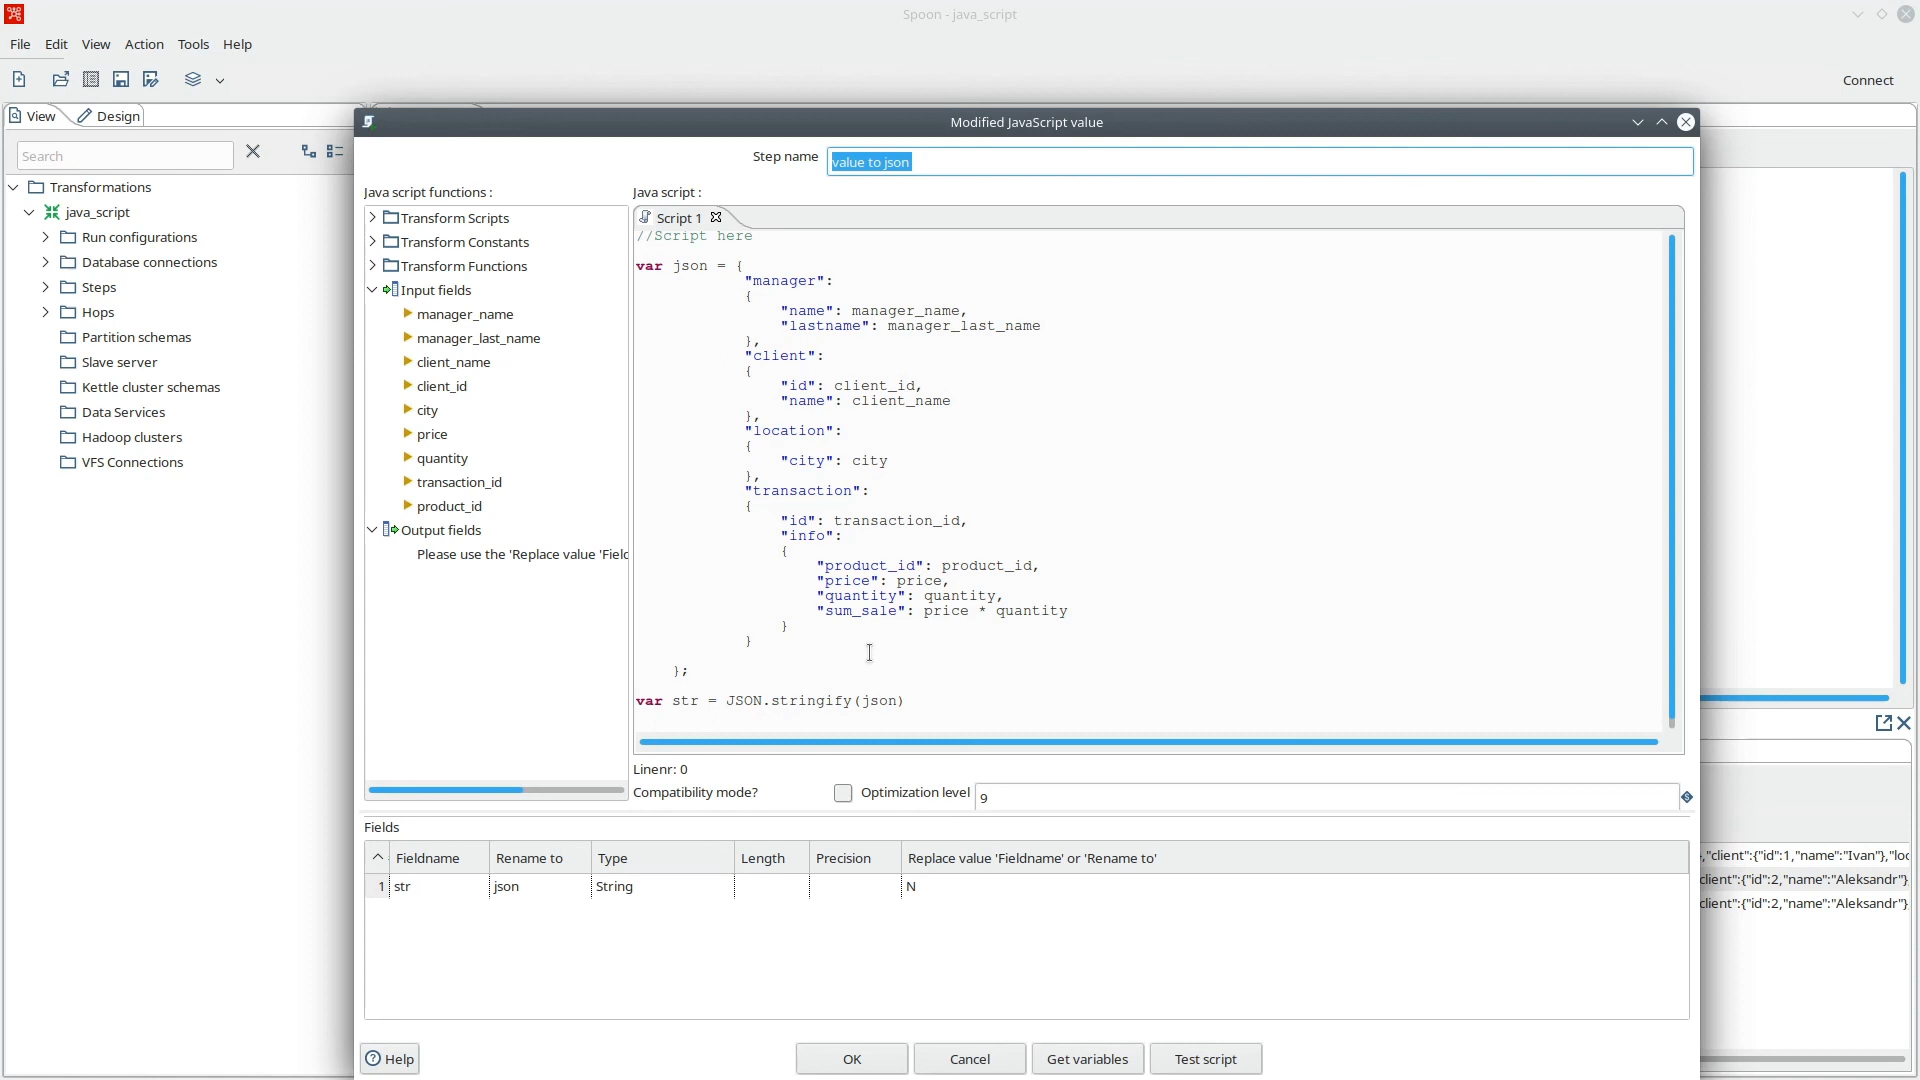 Spoon - java_script
File Edit View Action Tools Help
Connect
View Design
Search
Transformations
java_script
Run configurations
Database connections
Steps
Hops
Partition schemas
Slave server
Kettle cluster schemas
Data Services
Hadoop clusters
VFS Connections
Modified JavaScript value
Step name value to json
Java script functions :
Transform Scripts
Transform Constants
Transform Functions
Input fields
manager_name
manager_last_name
client_name
client_id
city
price
quantity
transaction_id
product_id
Output fields
Please use the 'Replace value 'Fielc
Java script :
Script 1
//Script here
var json = {
"manager":
{
"name": manager_name,
"lastname": manager_last_name
},
"client":
{
"id": client_id,
"name": client_name
},
"location":
{
"city": city
},
"transaction":
{
"id": transaction_id,
"info":
{
"product_id": product_id,
"price": price,
"quantity": quantity,
"sum_sale": price * quantity
}
}
};
var str = JSON.stringify(json)
Linenr: 0
Compatibility mode? Optimization level 9
Fields
Fieldname Rename to Type Length Precision Replace value 'Fieldname' or 'Rename to'
1 str json String N
Help OK Cancel Get variables Test script
,"client":{"id":1,"name":"Ivan"},"loc
client":{"id":2,"name":"Aleksandr"}
client":{"id":2,"name":"Aleksandr"}